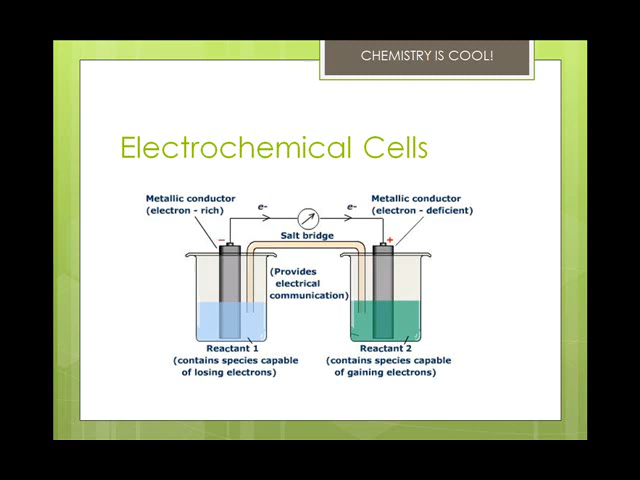 CHEMISTRY IS COOL!
Electrochemical Cells
Metallic conductor
(electron - rich)
e-
e-
Metallic conductor
(electron - deficient)
Salt bridge
−
+
(Provides
electrical
communication)
Reactant 1
(contains species capable
of losing electrons)
Reactant 2
(contains species capable
of gaining electrons)